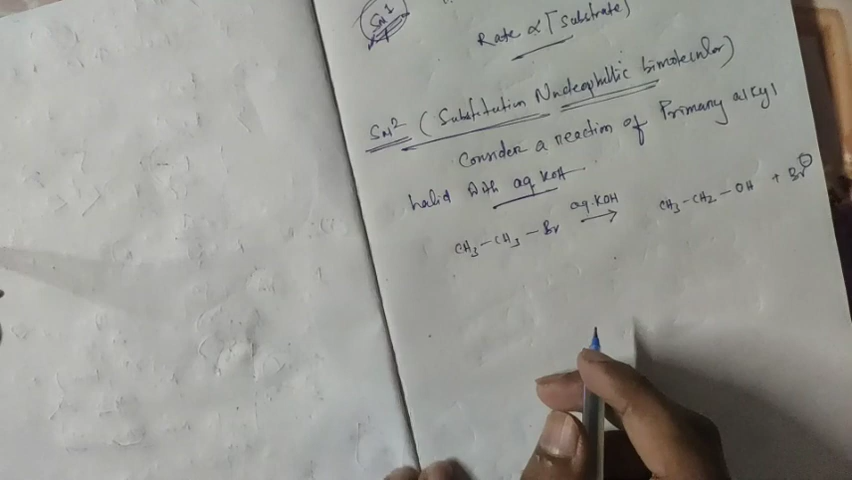 SN1
Rate ∝ [Substrate)
SN2 (Substitution Nucleophilic bimolecular)
Consider a reaction of Primary alkyl
halid with aq KOH
CH3-CH3-Br aq.KOH → CH3-CH2-OH + Br⊖